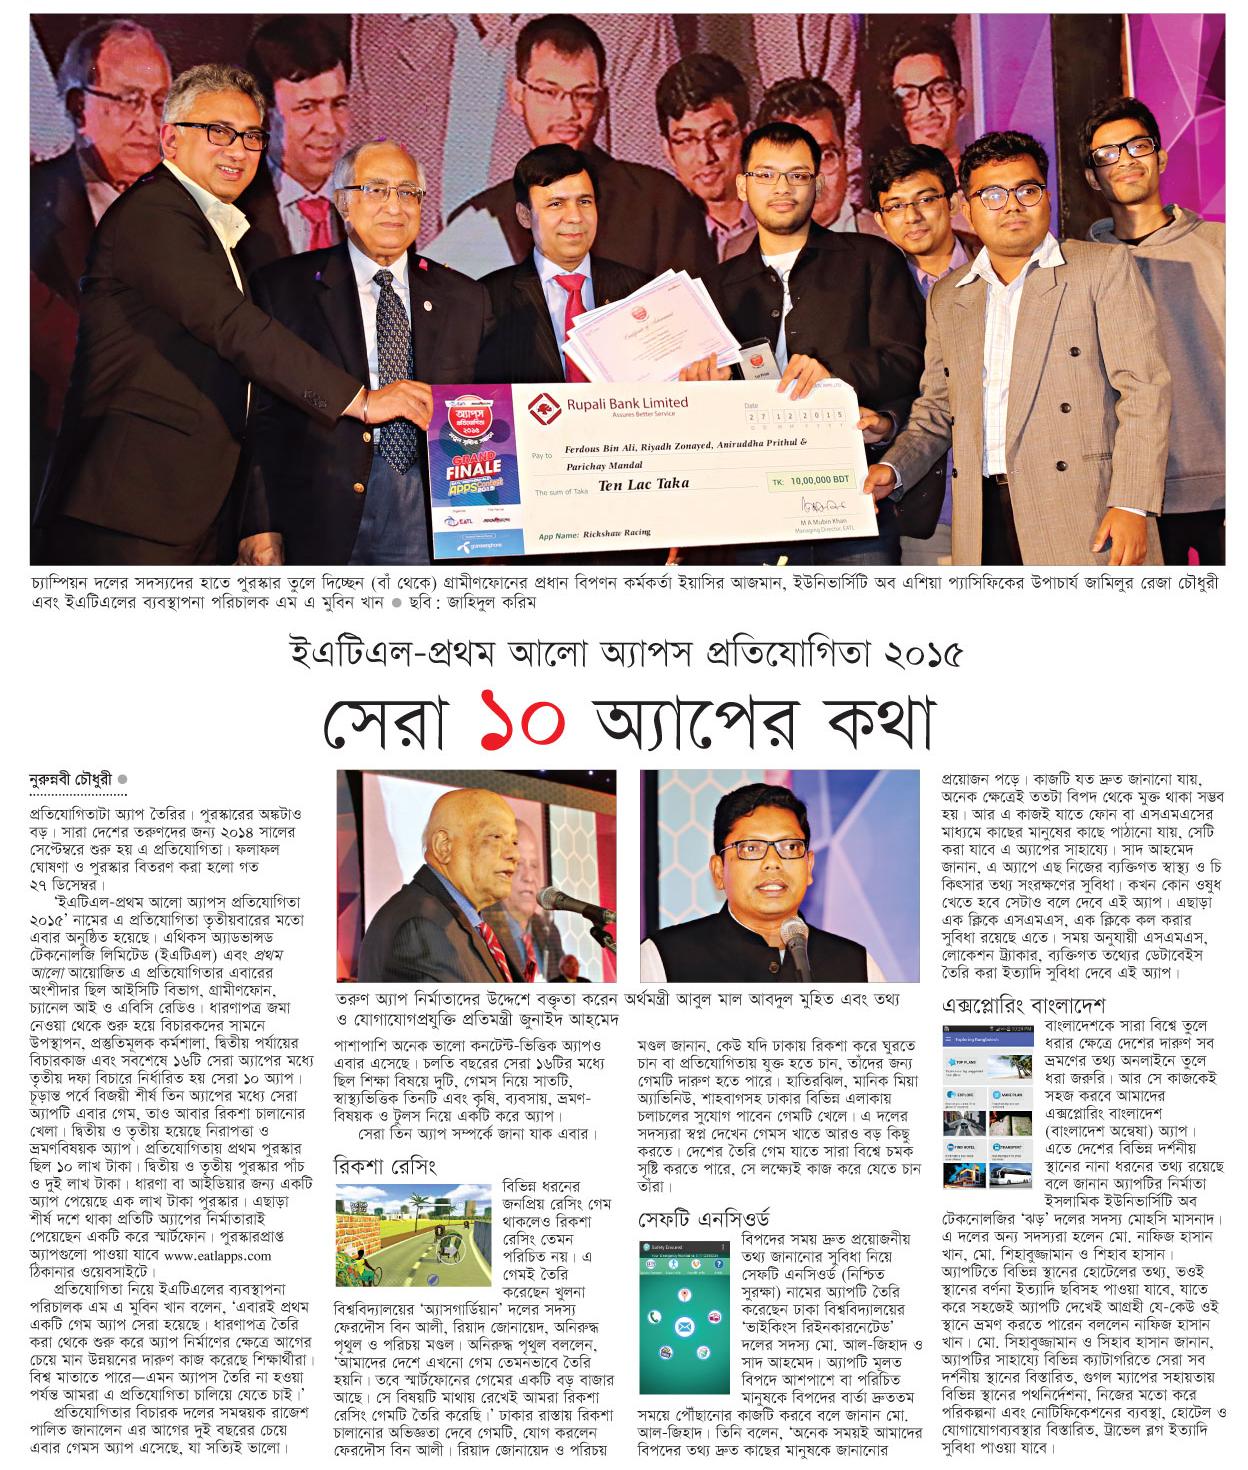 অ্যাপস
প্রতিযোগিতা
২০১৫
GRAND
FINALE
APPS Contest
2015
EATL
grameenphone
Rupali Bank Limited
Assures Better Service
Date
2 7 1 2 2 0 1 5
D D M M Y Y Y Y
Pay to Ferdous Bin Ali, Riyadh Zonayed, Aniruddha Prithul &
Parichay Mandal
The sum of Taka Ten Lac Taka
TK: 10,00,000 BDT
M A Mubin Khan
Managing Director, EATL
App Name: Rickshaw Racing
চ্যাম্পিয়ন দলের সদস্যদের হাতে পুরস্কার তুলে দিচ্ছেন (বাঁ থেকে) গ্রামীণফোনের প্রধান বিপণন কর্মকর্তা ইয়াসির আজমান, ইউনিভার্সিটি অব এশিয়া প্যাসিফিকের উপাচার্য জামিলুর রেজা চৌধুরী
এবং ইএটিএলের ব্যবস্থাপনা পরিচালক এম এ মুবিন খান ● ছবি : জাহিদুল করিম
ইএটিএল-প্রথম আলো অ্যাপস প্রতিযোগিতা ২০১৫
সেরা ১০ অ্যাপের কথা
নুরুন্নবী চৌধুরী ●
প্রতিযোগিতাটা অ্যাপ তৈরির। পুরস্কারের অঙ্কটাও
বড়। সারা দেশের তরুণদের জন্য ২০১৪ সালের
সেপ্টেম্বরে শুরু হয় এ প্রতিযোগিতা। ফলাফল
ঘোষণা ও পুরস্কার বিতরণ করা হলো গত
২৭ ডিসেম্বর।
‘ইএটিএল-প্রথম আলো অ্যাপস প্রতিযোগিতা
২০১৫’ নামের এ প্রতিযোগিতা তৃতীয়বারের মতো
এবার অনুষ্ঠিত হয়েছে। এথিকস অ্যাডভান্সড
টেকনোলজি লিমিটেড (ইএটিএল) এবং প্রথম
আলো আয়োজিত এ প্রতিযোগিতার এবারের
অংশীদার ছিল আইসিটি বিভাগ, গ্রামীণফোন,
চ্যানেল আই ও এবিসি রেডিও। ধারণাপত্র জমা
নেওয়া থেকে শুরু হয়ে বিচারকদের সামনে
উপস্থাপন, প্রস্তুতিমূলক কর্মশালা, দ্বিতীয় পর্যায়ের
বিচারকাজ এবং সবশেষে ১৬টি সেরা অ্যাপের মধ্যে
তৃতীয় দফা বিচারে নির্ধারিত হয় সেরা ১০ অ্যাপ।
চূড়ান্ত পর্বে বিজয়ী শীর্ষ তিন অ্যাপের মধ্যে সেরা
অ্যাপটি এবার গেম, তাও আবার রিকশা চালানোর
খেলা। দ্বিতীয় ও তৃতীয় হয়েছে নিরাপত্তা ও
ভ্রমণবিষয়ক অ্যাপ। প্রতিযোগিতায় প্রথম পুরস্কার
ছিল ১০ লাখ টাকা। দ্বিতীয় ও তৃতীয় পুরস্কার পাঁচ
ও দুই লাখ টাকা। ধারণা বা আইডিয়ার জন্য একটি
অ্যাপ পেয়েছে এক লাখ টাকা পুরস্কার। এছাড়া
শীর্ষ দশে থাকা প্রতিটি অ্যাপের নির্মাতারাই
পেয়েছেন একটি করে স্মার্টফোন। পুরস্কারপ্রাপ্ত
অ্যাপগুলো পাওয়া যাবে www.eatlapps.com
ঠিকানার ওয়েবসাইটে।
প্রতিযোগিতা নিয়ে ইএটিএলের ব্যবস্থাপনা
পরিচালক এম এ মুবিন খান বলেন, ‘এবারই প্রথম
একটি গেম অ্যাপ সেরা হয়েছে। ধারণাপত্র তৈরি
করা থেকে শুরু করে অ্যাপ নির্মাণের ক্ষেত্রে আগের
চেয়ে মান উন্নয়নের দারুণ কাজ করেছে শিক্ষার্থীরা।
বিশ্ব মাতাতে পারে—এমন অ্যাপস তৈরি না হওয়া
পর্যন্ত আমরা এ প্রতিযোগিতা চালিয়ে যেতে চাই।’
প্রতিযোগিতার বিচারক দলের সমন্বয়ক রাজেশ
পালিত জানালেন এর আগের দুই বছরের চেয়ে
এবার গেমস অ্যাপ এসেছে, যা সত্যিই ভালো।
তরুণ অ্যাপ নির্মাতাদের উদ্দেশে বক্তৃতা করেন অর্থমন্ত্রী আবুল মাল আবদুল মুহিত এবং তথ্য
ও যোগাযোগপ্রযুক্তি প্রতিমন্ত্রী জুনাইদ আহমেদ
পাশাপাশি অনেক ভালো কনটেন্ট-ভিত্তিক অ্যাপও
এবার এসেছে। চলতি বছরের সেরা ১৬টির মধ্যে
ছিল শিক্ষা বিষয়ে দুটি, গেমস নিয়ে সাতটি,
স্বাস্থ্যভিত্তিক তিনটি এবং কৃষি, ব্যবসায়, ভ্রমণ-
বিষয়ক ও টুলস নিয়ে একটি করে অ্যাপ।
সেরা তিন অ্যাপ সম্পর্কে জানা যাক এবার।
রিকশা রেসিং
বিভিন্ন ধরনের
জনপ্রিয় রেসিং গেম
থাকলেও রিকশা
রেসিং তেমন
পরিচিত নয়। এ
গেমই তৈরি
করেছেন খুলনা
বিশ্ববিদ্যালয়ের ‘অ্যাসগার্ডিয়ান’ দলের সদস্য
ফেরদৌস বিন আলী, রিয়াদ জোনায়েদ, অনিরুদ্ধ
পৃথুল ও পরিচয় মণ্ডল। অনিরুদ্ধ পৃথুল বললেন,
‘আমাদের দেশে এখনো গেম তেমনভাবে তৈরি
হয়নি। তবে স্মার্টফোনের গেমের একটি বড় বাজার
আছে। সে বিষয়টি মাথায় রেখেই আমরা রিকশা
রেসিং গেমটি তৈরি করেছি।’ ঢাকার রাস্তায় রিকশা
চালানোর অভিজ্ঞতা দেবে গেমটি, যোগ করলেন
ফেরদৌস বিন আলী। রিয়াদ জোনায়েদ ও পরিচয়
মণ্ডল জানান, কেউ যদি ঢাকায় রিকশা করে ঘুরতে
চান বা প্রতিযোগিতায় যুক্ত হতে চান, তাঁদের জন্য
গেমটি দারুণ হতে পারে। হাতিরঝিল, মানিক মিয়া
অ্যাভিনিউ, শাহবাগসহ ঢাকার বিভিন্ন এলাকায়
চলাচলের সুযোগ পাবেন গেমটি খেলে। এ দলের
সদস্যরা স্বপ্ন দেখেন গেমস খাতে আরও বড় কিছু
করতে। দেশের তৈরি গেম যাতে সারা বিশ্বে চমক
সৃষ্টি করতে পারে, সে লক্ষ্যেই কাজ করে যেতে চান
তাঁরা।
সেফটি এনসিওর্ড
Safety Ensured
বিপদের সময় দ্রুত প্রয়োজনীয়
তথ্য জানানোর সুবিধা নিয়ে
সেফটি এনসিওর্ড (নিশ্চিত
সুরক্ষা) নামের অ্যাপটি তৈরি
করেছেন ঢাকা বিশ্ববিদ্যালয়ের
‘ভাইকিংস রিইনকারনেটেড’
দলের সদস্য মো. আল-জিহাদ ও
সাদ আহমেদ। অ্যাপটি মূলত
বিপদে আশপাশে বা পরিচিত
মানুষকে বিপদের বার্তা দ্রুততম
সময়ে পৌঁছানোর কাজটি করবে বলে জানান মো.
আল-জিহাদ। তিনি বলেন, ‘অনেক সময়ই আমাদের
বিপদের তথ্য দ্রুত কাছের মানুষকে জানানোর
প্রয়োজন পড়ে। কাজটি যত দ্রুত জানানো যায়,
অনেক ক্ষেত্রেই ততটা বিপদ থেকে মুক্ত থাকা সম্ভব
হয়। আর এ কাজই যাতে ফোন বা এসএমএসের
মাধ্যমে কাছের মানুষের কাছে পাঠানো যায়, সেটি
করা যাবে এ অ্যাপের সাহায্যে। সাদ আহমেদ
জানান, এ অ্যাপে এছ নিজের ব্যক্তিগত স্বাস্থ্য ও চি
কিৎসার তথ্য সংরক্ষণের সুবিধা। কখন কোন ওষুধ
খেতে হবে সেটাও বলে দেবে এই অ্যাপ। এছাড়া
এক ক্লিকে এসএমএস, এক ক্লিকে কল করার
সুবিধা রয়েছে এতে। সময় অনুযায়ী এসএমএস,
লোকেশন ট্র্যাকার, ব্যক্তিগত তথ্যের ডেটাবেইস
তৈরি করা ইত্যাদি সুবিধা দেবে এই অ্যাপ।
এক্সপ্লোরিং বাংলাদেশ
Exploring Bangladesh
TOP PLANS
EXPLORE
MAKE PLAN
FIND HOTEL
TRANSPORT
বাংলাদেশকে সারা বিশ্বে তুলে
ধরার ক্ষেত্রে দেশের দারুণ সব
ভ্রমণের তথ্য অনলাইনে তুলে
ধরা জরুরি। আর সে কাজকেই
সহজ করবে আমাদের
এক্সপ্লোরিং বাংলাদেশ
(বাংলাদেশ অন্বেষা) অ্যাপ।
এতে দেশের বিভিন্ন দর্শনীয়
স্থানের নানা ধরনের তথ্য রয়েছে
বলে জানান অ্যাপটির নির্মাতা
ইসলামিক ইউনিভার্সিটি অব
টেকনোলজির ‘ঝড়’ দলের সদস্য মোহসি মাসনাদ।
এ দলের অন্য সদস্যরা হলেন মো. নাফিজ হাসান
খান, মো. শিহাবুজ্জামান ও শিহাব হাসান।
অ্যাপটিতে বিভিন্ন স্থানের হোটেলের তথ্য, ভওই
স্থানের বর্ণনা ইত্যাদি ছবিসহ পাওয়া যাবে, যাতে
করে সহজেই অ্যাপটি দেখেই আগ্রহী যে-কেউ ওই
স্থানে ভ্রমণ করতে পারেন বললেন নাফিজ হাসান
খান। মো. সিহাবুজ্জামান ও সিহাব হাসান জানান,
অ্যাপটির সাহায্যে বিভিন্ন ক্যাটাগরিতে সেরা সব
দর্শনীয় স্থানের বিস্তারিত, গুগল ম্যাপের সহায়তায়
বিভিন্ন স্থানের পথনির্দেশনা, নিজের মতো করে
পরিকল্পনা এবং নোটিফিকেশনের ব্যবস্থা, হোটেল ও
যোগাযোগব্যবস্থার বিস্তারিত, ট্রাভেল ব্লগ ইত্যাদি
সুবিধা পাওয়া যাবে।